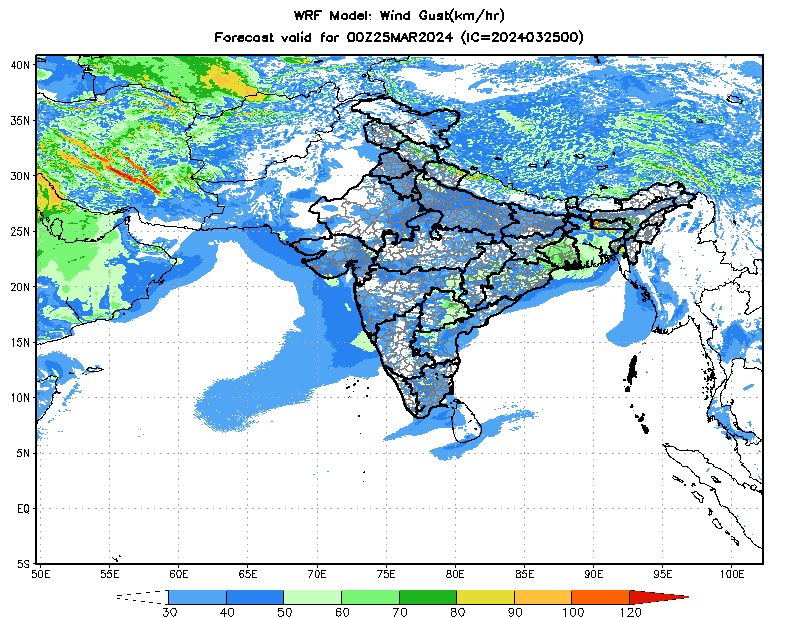 WRF Model: Wind Gust(km/hr)
Forecast valid for 00Z25MAR2024 (IC=2024032500)
40N
35N
30N
25N
20N
15N
10N
5N
EQ
5S
50E 55E 60E 65E 70E 75E 80E 85E 90E 95E 100E
30 40 50 60 70 80 90 100 120